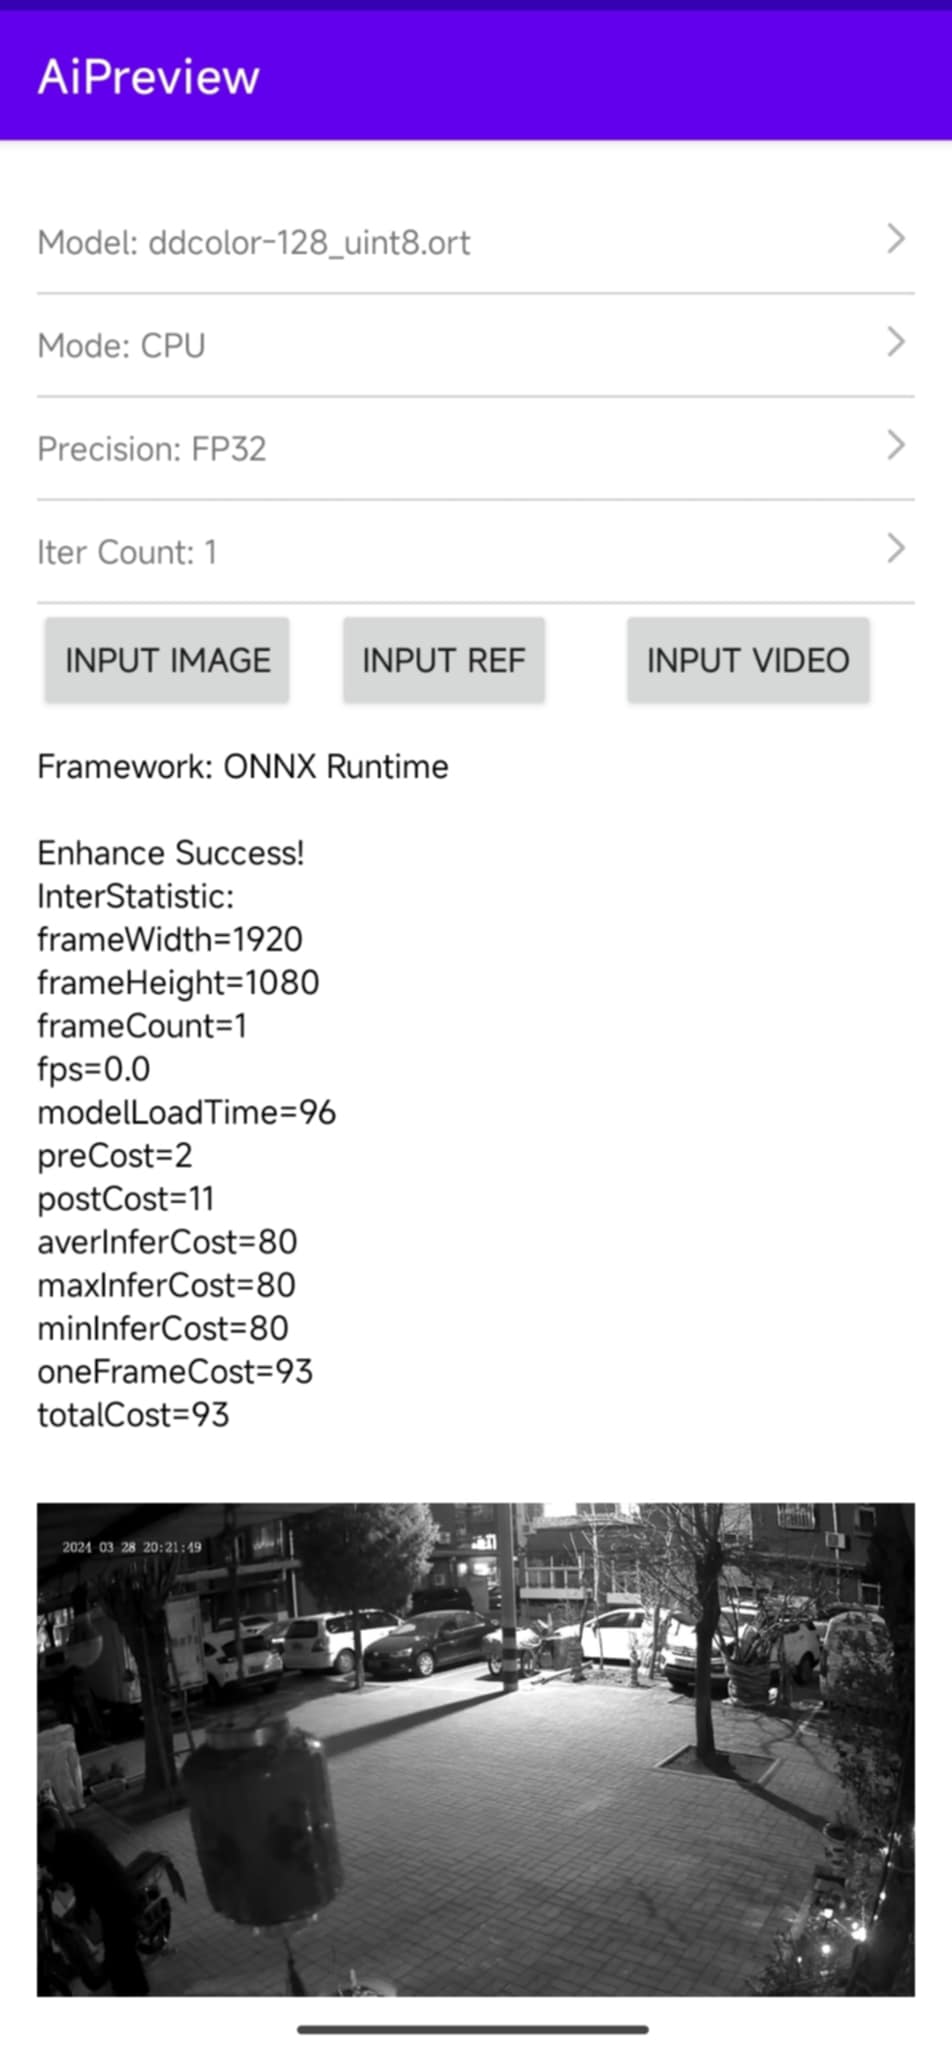 AiPreview
Model: ddcolor-128_uint8.ort
Mode: CPU
Precision: FP32
Iter Count: 1
INPUT IMAGE INPUT REF INPUT VIDEO
Framework: ONNX Runtime
Enhance Success!
InterStatistic:
frameWidth=1920
frameHeight=1080
frameCount=1
fps=0.0
modelLoadTime=96
preCost=2
postCost=11
averInferCost=80
maxInferCost=80
minInferCost=80
oneFrameCost=93
totalCost=93
2024 03 28 20:21:49